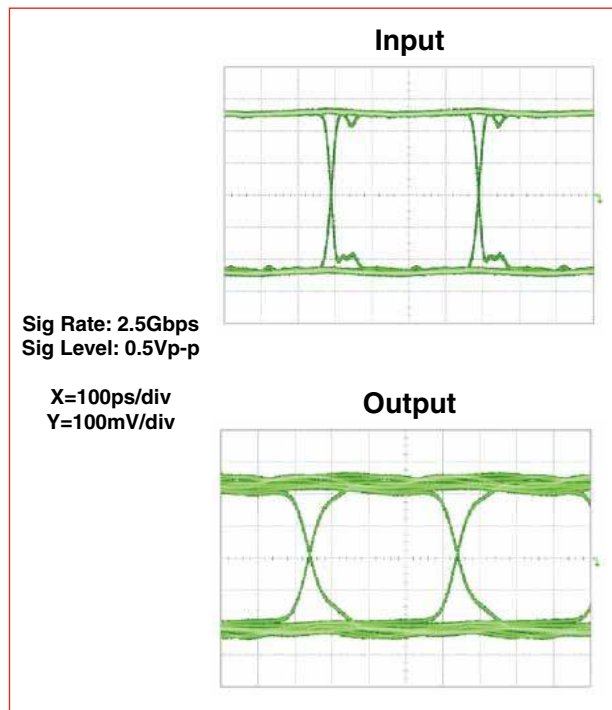 Input
Sig Rate: 2.5Gbps
Sig Level: 0.5Vp-p
X=100ps/div
Y=100mV/div
Output